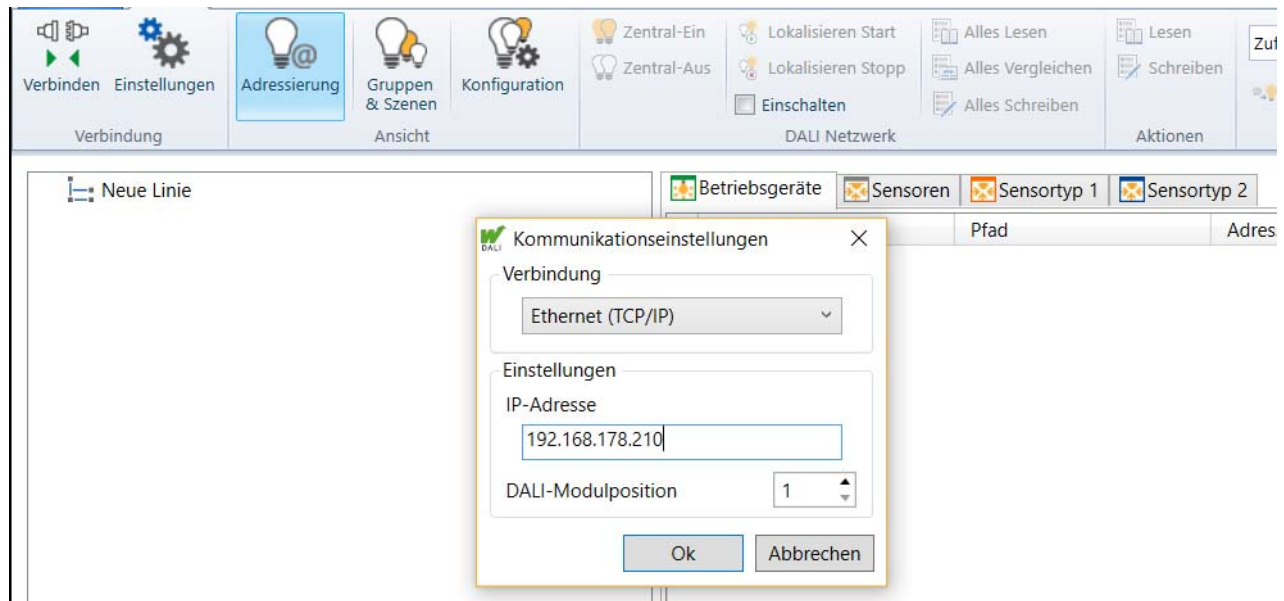 Verbinden
Einstellungen
Verbindung
Adressierung
Gruppen
& Szenen
Konfiguration
Ansicht
Zentral-Ein
Zentral-Aus
Lokalisieren Start
Lokalisieren Stopp
Einschalten
Alles Lesen
Alles Vergleichen
Alles Schreiben
DALI Netzwerk
Lesen
Schreiben
Aktionen
Neue Linie
Betriebsgeräte
Sensoren
Sensortyp 1
Sensortyp 2
Pfad
DALI
Kommunikationseinstellungen
Verbindung
Ethernet (TCP/IP)
Einstellungen
IP-Adresse
192.168.178.210
DALI-Modulposition
1
Ok
Abbrechen